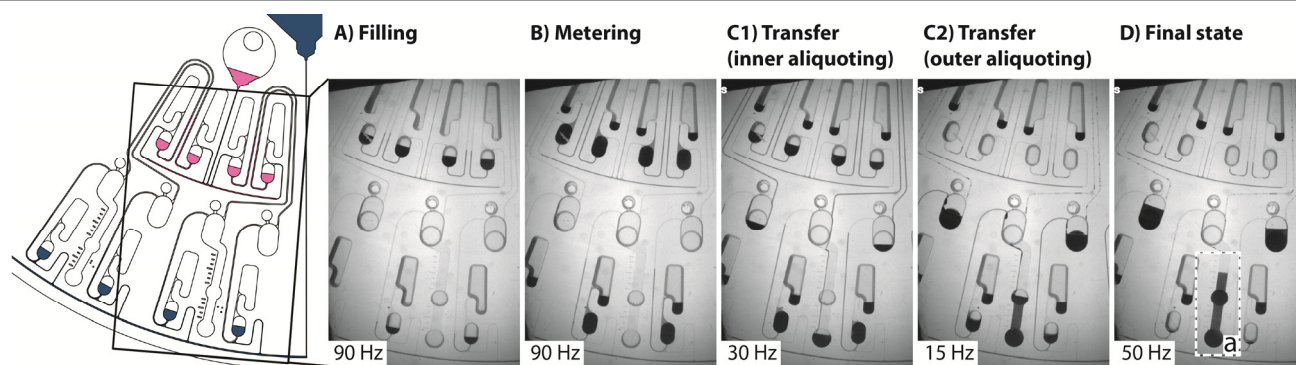 A) Filling
B) Metering
C1) Transfer
(inner aliquoting)
C2) Transfer
(outer aliquoting)
D) Final state
s
s
s
90 Hz
90 Hz
30 Hz
15 Hz
50 Hz
a